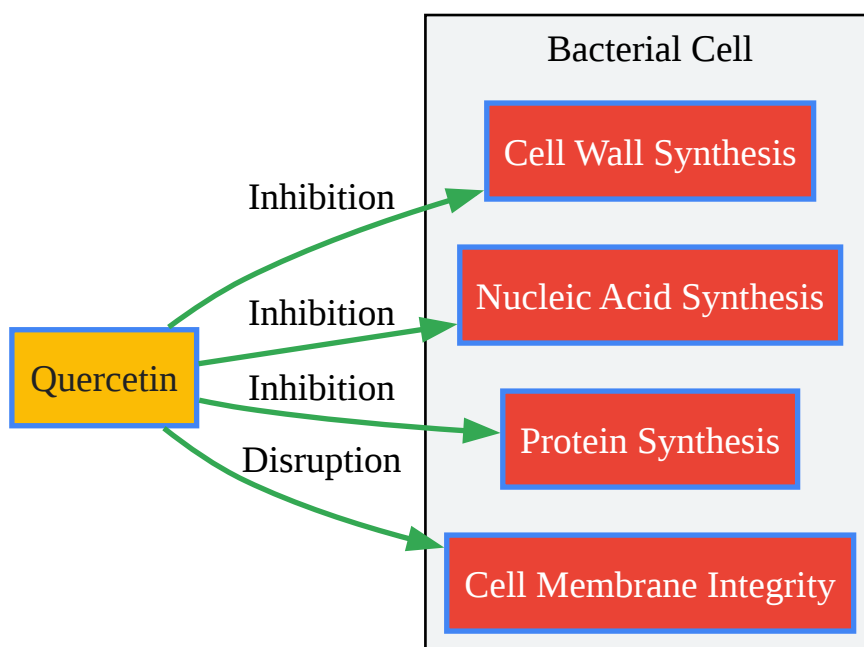 Bacterial Cell
Cell Wall Synthesis
Inhibition
Nucleic Acid Synthesis
Inhibition
Quercetin
Inhibition
Protein Synthesis
Disruption
Cell Membrane Integrity